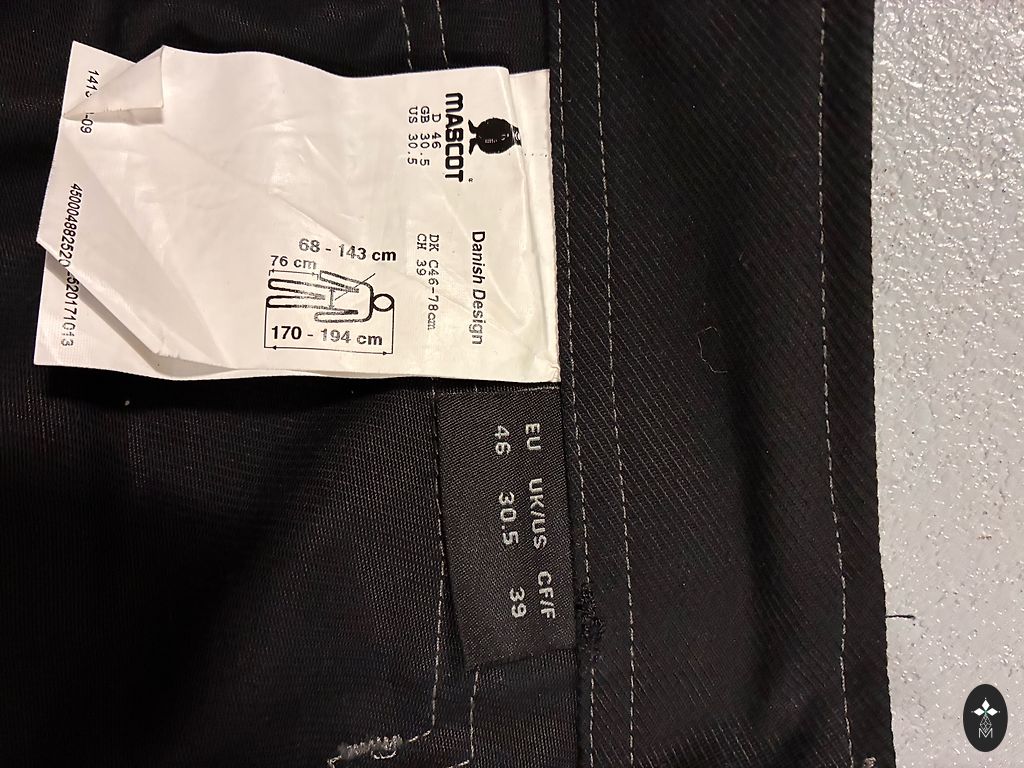 MASCOT
D 46
GB 30.5
US 30.5
Danish Design
DK C46-78cm
CH 39
68 - 143 cm
76 cm
170 - 194 cm
EU UK/US CF/F
46 30.5 39
M